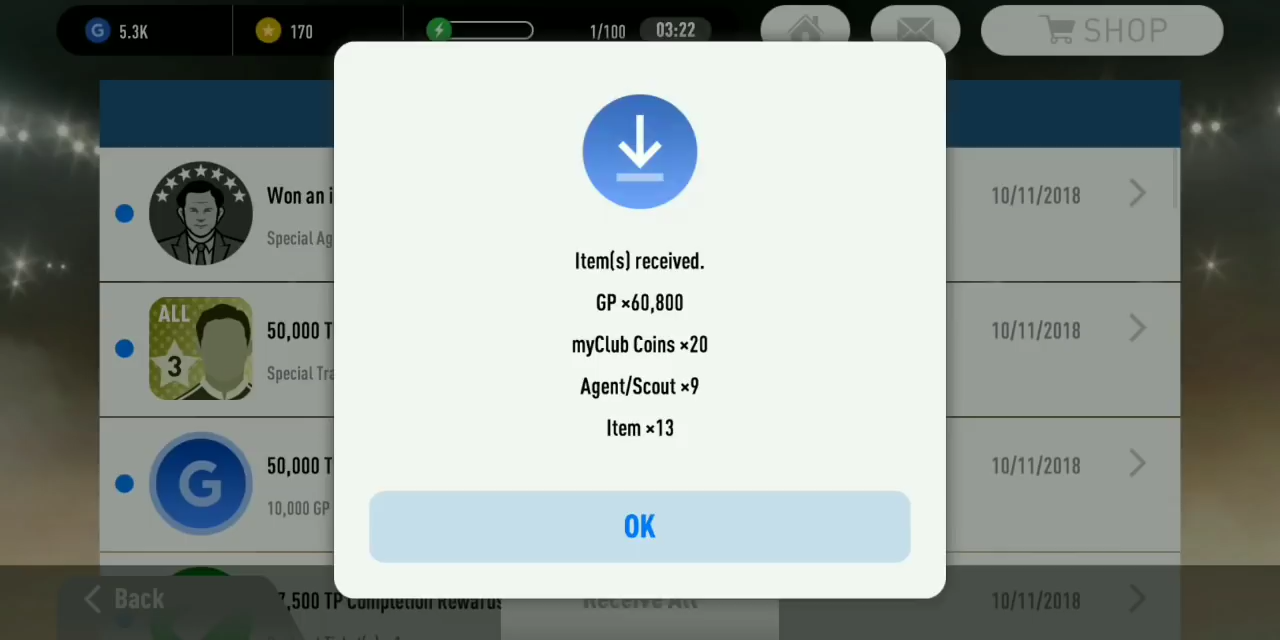 5.3K
170
1/100
03:22
SHOP
Won an i
Special Ag
10/11/2018
ALL
3
50,000 T
Special Tra
10/11/2018
G
50,000 T
10,000 GP
10/11/2018
Item(s) received.
GP ×60,800
myClub Coins ×20
Agent/Scout ×9
Item ×13
OK
Back
7,500 TP Completion Rewards
Receive All
10/11/2018